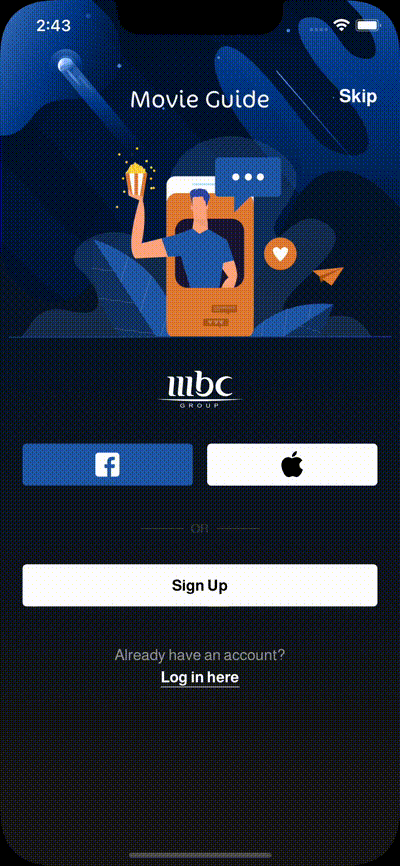 2:43
Movie Guide
Skip
mbc
GROUP
OR
Sign Up
Already have an account?
Log in here